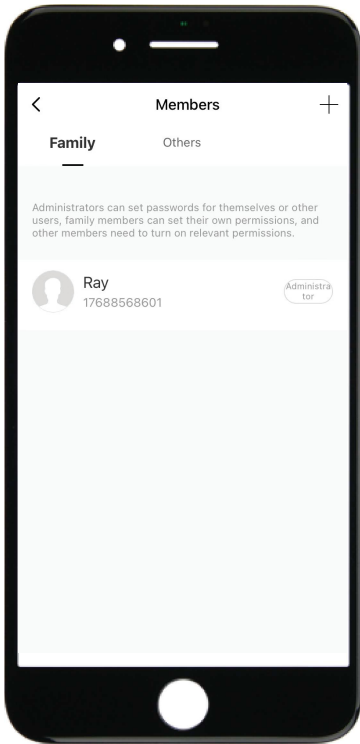 Members
Family
Others
Administrators can set passwords for themselves or other
users, family members can set their own permissions, and
other members need to turn on relevant permissions.
Ray
17688568601
Administra
tor